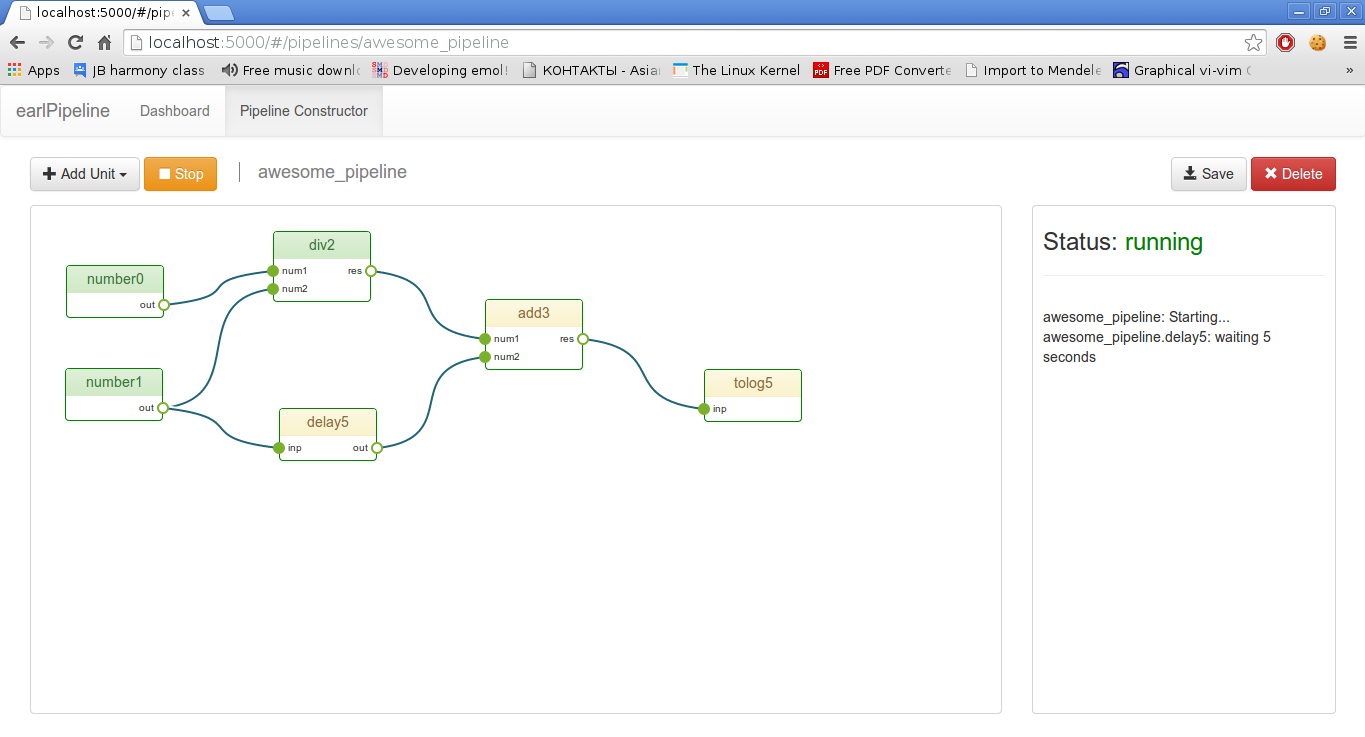 localhost:5000/#/pip
localhost:5000/#/pipelines/awesome_pipeline
Apps JB harmony class Free music downl Developing emol! КОНТАКТЫ - Asia The Linux Kernel Free PDF Converte Import to Mendele Graphical vi-vim »
earlPipeline Dashboard Pipeline Constructor
Add Unit Stop | awesome_pipeline Save Delete
number0
out
number1
out
div2
num1 res
num2
delay5
inp out
add3
num1 res
num2
tolog5
inp
Status: running
awesome_pipeline: Starting...
awesome_pipeline.delay5: waiting 5
seconds